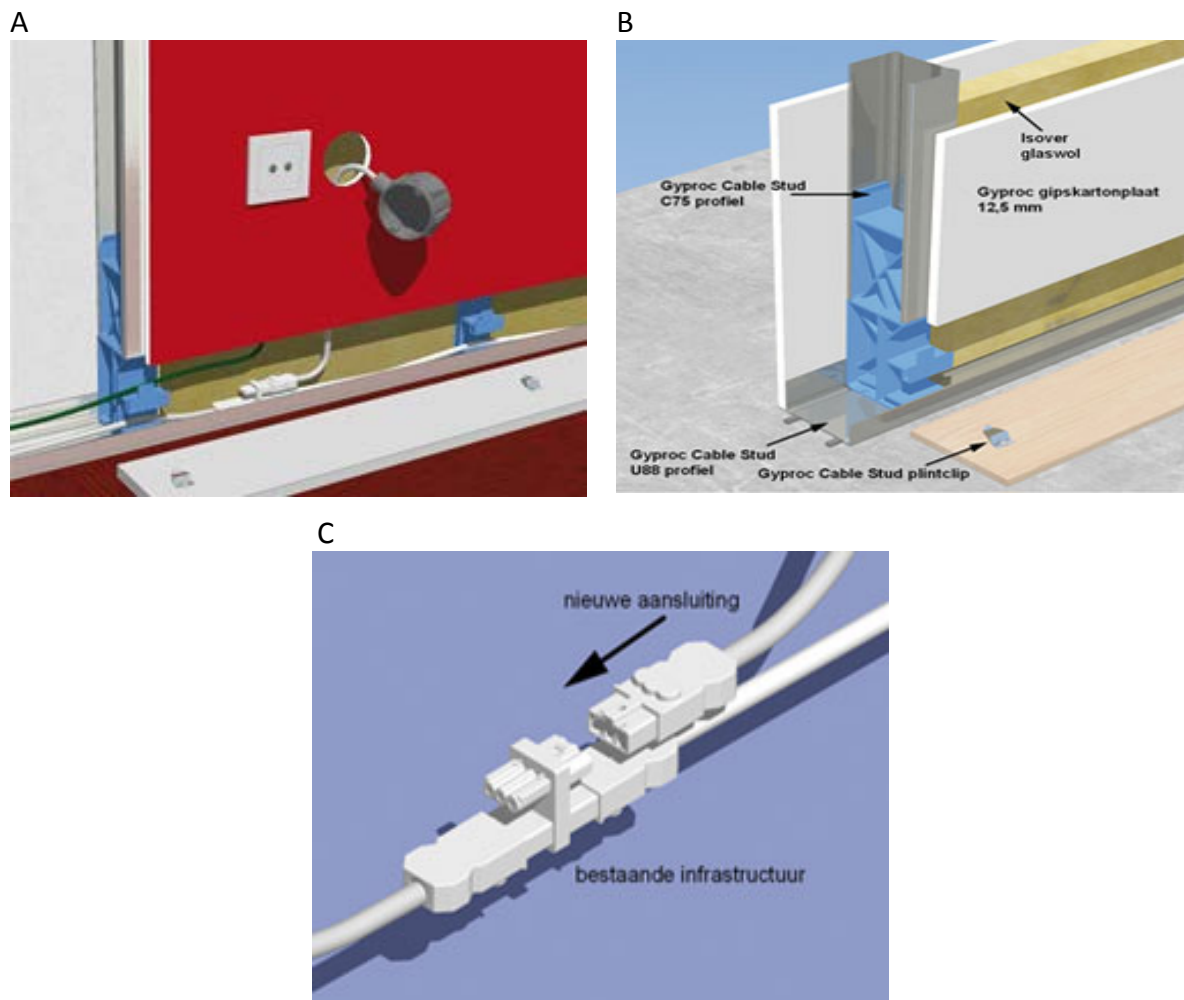 A
B
Isover
glaswol
Gyproc Cable Stud
C75 profiel
Gyproc gipskartonplaat
12,5 mm
Gyproc Cable Stud
U88 profiel
Gyproc Cable Stud plintclip
C
nieuwe aansluiting
bestaande infrastructuur